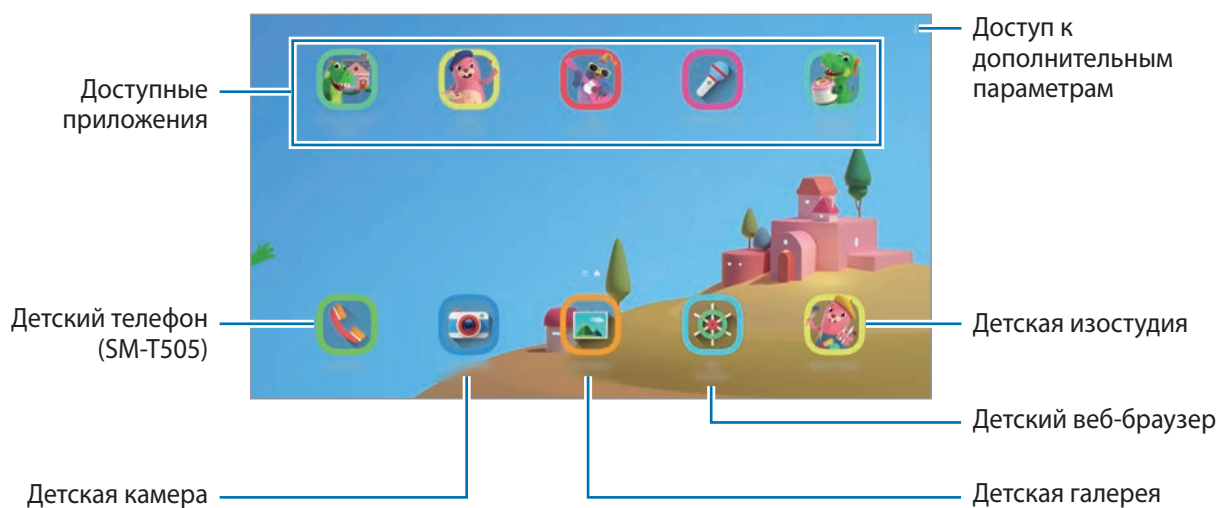 Доступ к
дополнительным
параметрам
Доступные
приложения
Детский телефон
(SM-T505)
Детская изостудия
Детский веб-браузер
Детская камера
Детская галерея